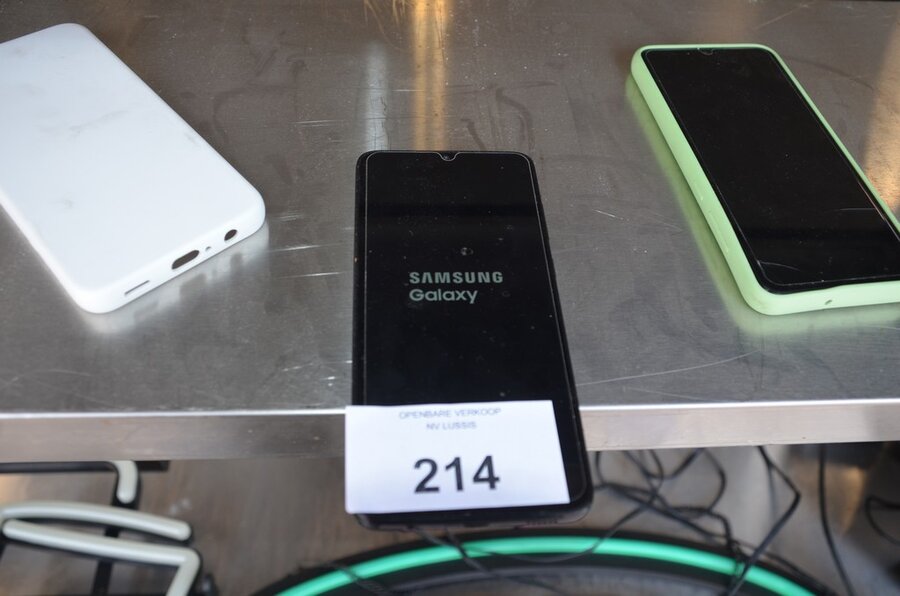 SAMSUNG
Galaxy
OPENBARE VERKOOP
NV LUSSIS
214